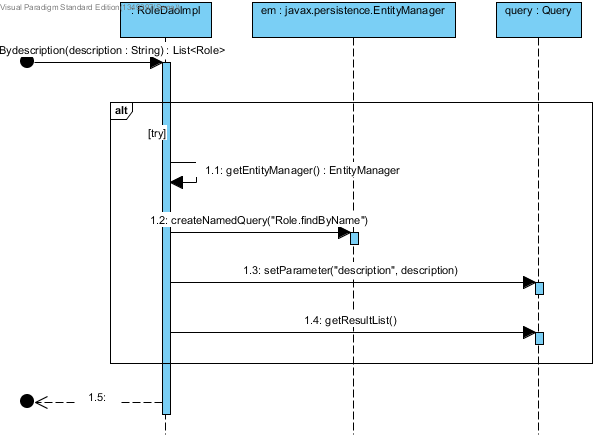 Visual Paradigm Standard Edition
: RoleDaoImpl
em : javax.persistence.EntityManager
query : Query
Bydescription(description : String) : List<Role>
alt
[try]
1.1: getEntityManager() : EntityManager
1.2: createNamedQuery("Role.findByName")
1.3: setParameter("description", description)
1.4: getResultList()
1.5: